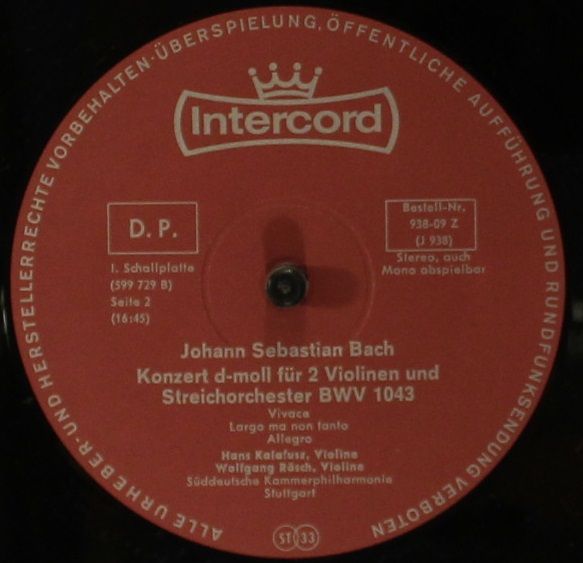 ALLE URHEBER- UND HERSTELLERRECHTE VORBEHALTEN · ÜBERSPIELUNG, ÖFFENTLICHE AUFFÜHRUNG UND RUNDFUNKSENDUNG VERBOTEN
Intercord
D. P.
Bestell-Nr.
938-09 Z
(J 938)
1. Schallplatte
(599 729 B)
Seite 2
(16:45)
Stereo, auch
Mono abspielbar
Johann Sebastian Bach
Konzert d-moll für 2 Violinen und
Streichorchester BWV 1043
Vivace
Largo ma non tanto
Allegro
Hans Kalafusz, Violine
Wolfgang Rösch, Violine
Süddeutsche Kammerphilharmonie
Stuttgart
ST 33